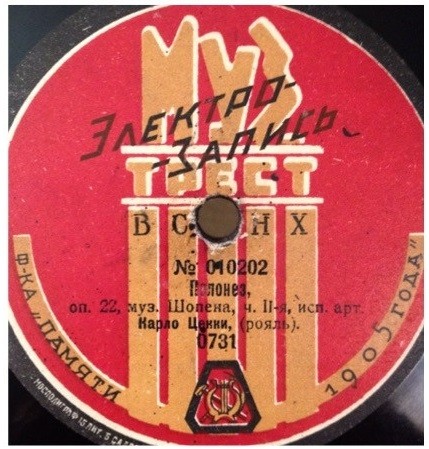 МУЗ
ЭЛЕКТРО-
-ЗАПИСЬ
ТРЕСТ
ВСНХ
№ 010202
Полонез,
оп. 22, муз. Шопена, ч. II-я, исп. арт.
Карло Цекки, (рояль).
0731
Ф-КА „ПАМЯТИ 1905 ГОДА"